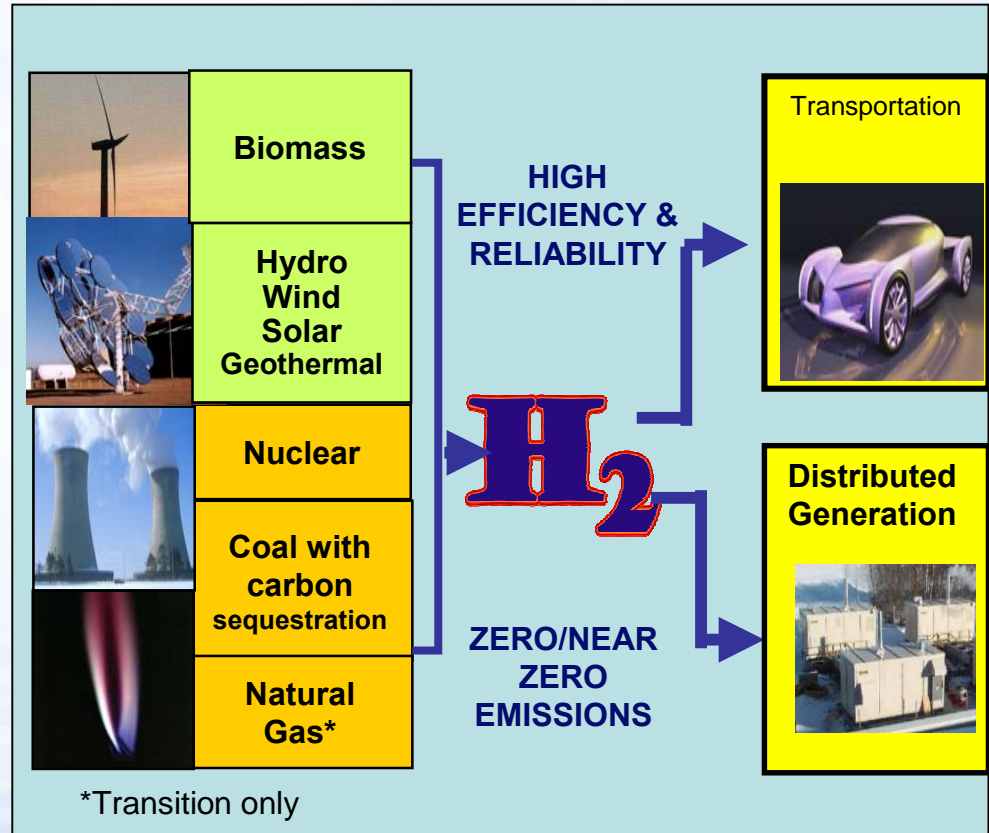 Biomass
Hydro
Wind
Solar
Geothermal
Nuclear
Coal with
carbon
sequestration
Natural
Gas*
*Transition only
HIGH
EFFICIENCY &
RELIABILITY
H2
ZERO/NEAR
ZERO
EMISSIONS
Transportation
Distributed
Generation